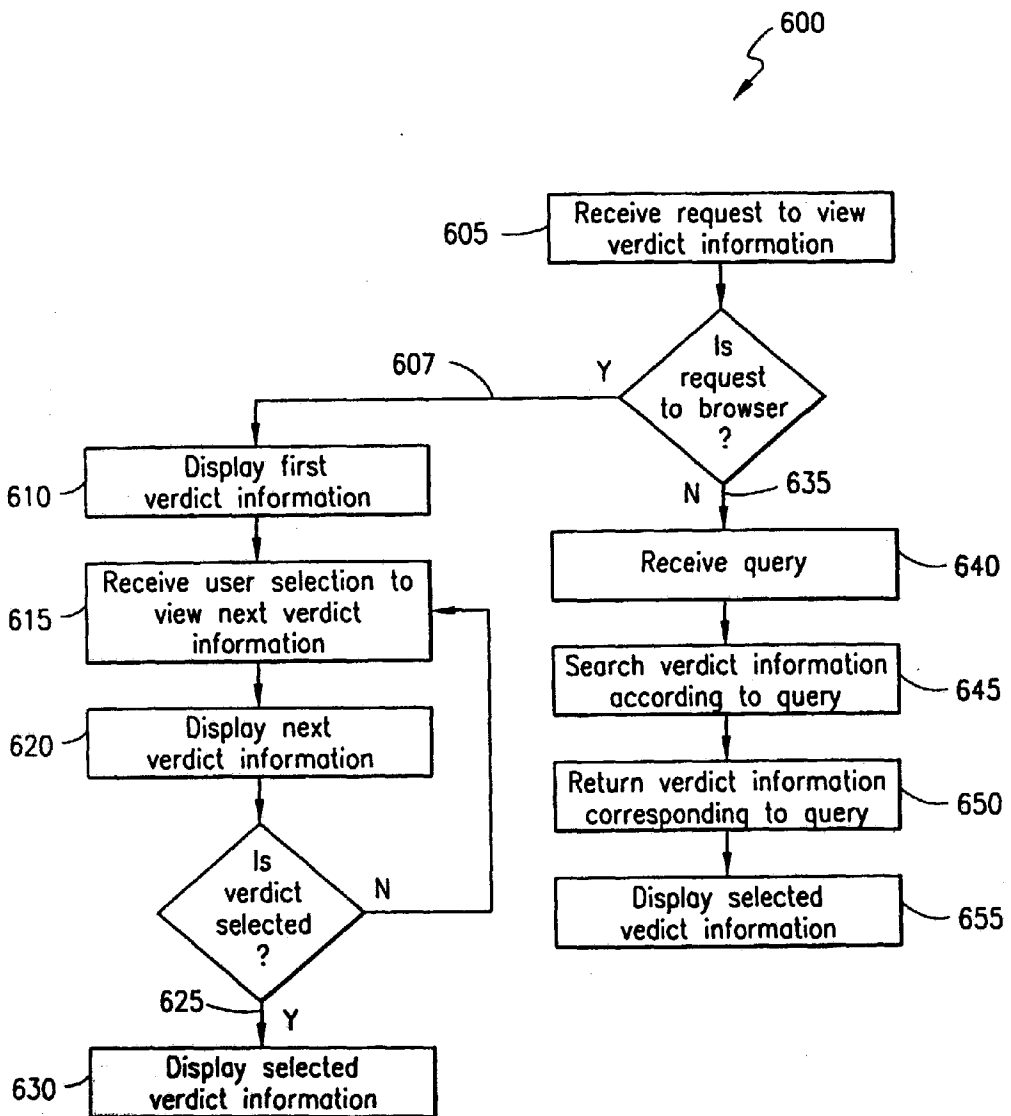 600
605
Receive request to view
verdict information
Is
request
to browser
?
607
Y
610
Display first
verdict information
615
Receive user selection to
view next verdict
information
620
Display next
verdict information
Is
verdict
selected
?
N
625
Y
630
Display selected
verdict information
N
635
Receive query
640
Search verdict information
according to query
645
Return verdict information
corresponding to query
650
Display selected
vedict information
655